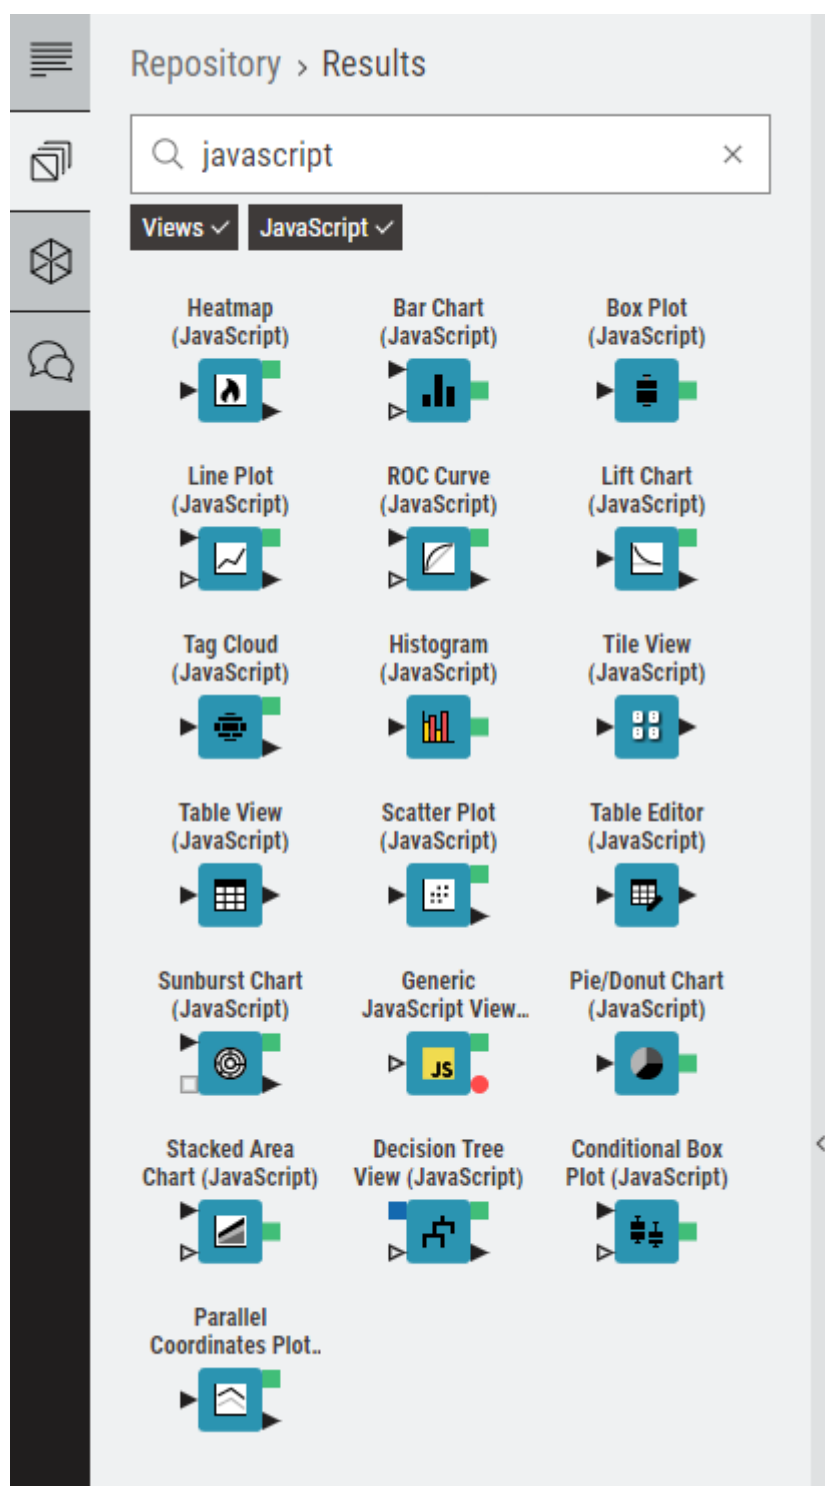 Repository › Results
javascript
Views
JavaScript
Heatmap
(JavaScript)
Bar Chart
(JavaScript)
Box Plot
(JavaScript)
Line Plot
(JavaScript)
ROC Curve
(JavaScript)
Lift Chart
(JavaScript)
Tag Cloud
(JavaScript)
Histogram
(JavaScript)
Tile View
(JavaScript)
Table View
(JavaScript)
Scatter Plot
(JavaScript)
Table Editor
(JavaScript)
Sunburst Chart
(JavaScript)
Generic
JavaScript View...
JS
Pie/Donut Chart
(JavaScript)
Stacked Area
Chart (JavaScript)
Decision Tree
View (JavaScript)
Conditional Box
Plot (JavaScript)
Parallel
Coordinates Plot..